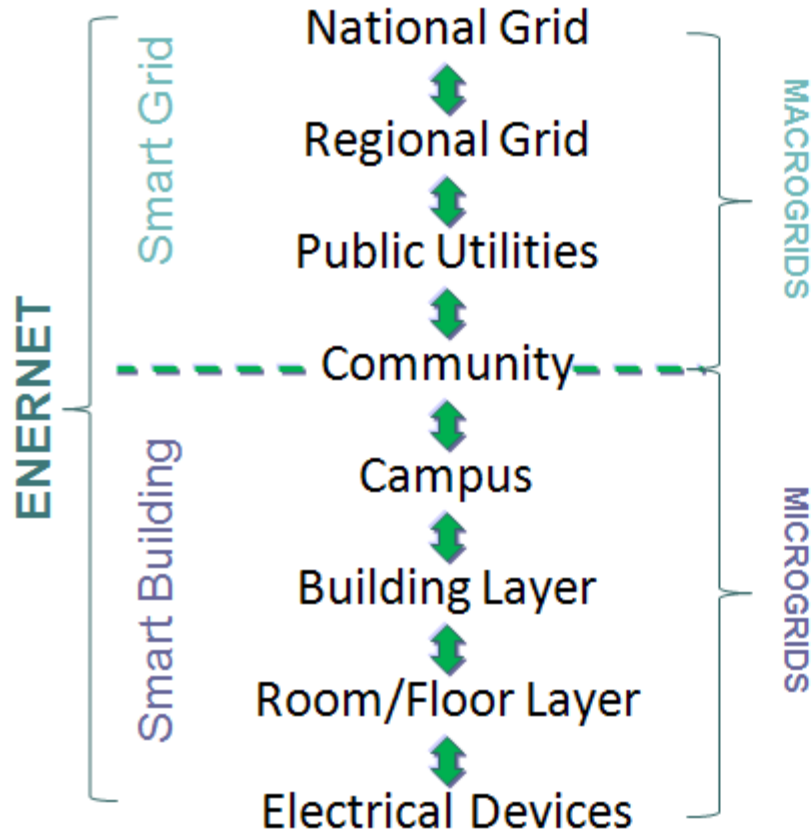 ENERNET
Smart Grid
Smart Building
National Grid
Regional Grid
Public Utilities
Community
Campus
Building Layer
Room/Floor Layer
Electrical Devices
MACROGRIDS
MICROGRIDS